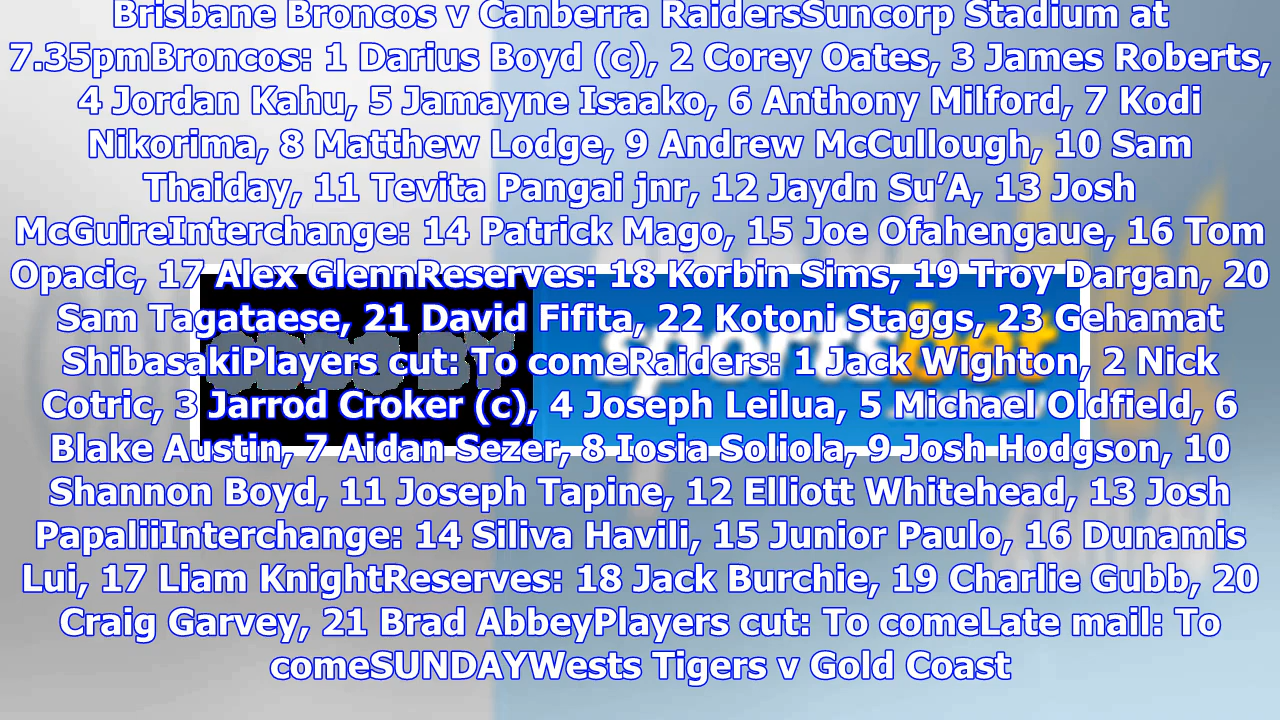 Brisbane Broncos v Canberra RaidersSuncorp Stadium at
7.35pmBroncos: 1 Darius Boyd (c), 2 Corey Oates, 3 James Roberts,
4 Jordan Kahu, 5 Jamayne Isaako, 6 Anthony Milford, 7 Kodi
Nikorima, 8 Matthew Lodge, 9 Andrew McCullough, 10 Sam
Thaiday, 11 Tevita Pangai jnr, 12 Jaydn Su’A, 13 Josh
McGuireInterchange: 14 Patrick Mago, 15 Joe Ofahengaue, 16 Tom
Opacic, 17 Alex GlennReserves: 18 Korbin Sims, 19 Troy Dargan, 20
Sam Tagataese, 21 David Fifita, 22 Kotoni Staggs, 23 Gehamat
ShibasakiPlayers cut: To comeRaiders: 1 Jack Wighton, 2 Nick
Cotric, 3 Jarrod Croker (c), 4 Joseph Leilua, 5 Michael Oldfield, 6
Blake Austin, 7 Aidan Sezer, 8 Iosia Soliola, 9 Josh Hodgson, 10
Shannon Boyd, 11 Joseph Tapine, 12 Elliott Whitehead, 13 Josh
PapaliiInterchange: 14 Siliva Havili, 15 Junior Paulo, 16 Dunamis
Lui, 17 Liam KnightReserves: 18 Jack Burchie, 19 Charlie Gubb, 20
Craig Garvey, 21 Brad AbbeyPlayers cut: To comeLate mail: To
comeSUNDAYWests Tigers v Gold Coast
sportsbet